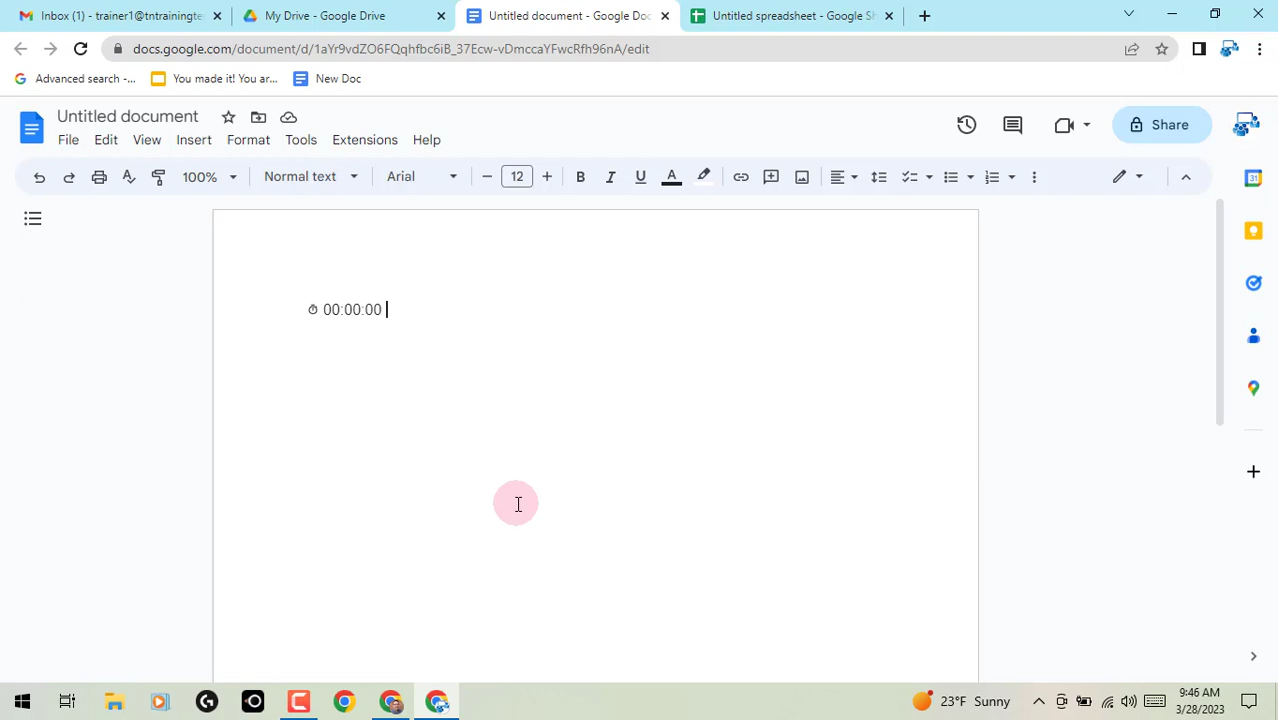 Inbox (1) - trainer1@tntraining
My Drive - Google Drive
Untitled document - Google Doc
Untitled spreadsheet - Google Sh
docs.google.com/document/d/1aYr9vdZO6FQqhfbc6iB_37Ecw-vDmccaYFwcRfh96nA/edit
Advanced search -...
You made it! You ar...
New Doc
Untitled document
Share
File Edit View Insert Format Tools Extensions Help
100% Normal text Arial 12 B I U A
31
00:00:00
23°F Sunny
9:46 AM
3/28/2023